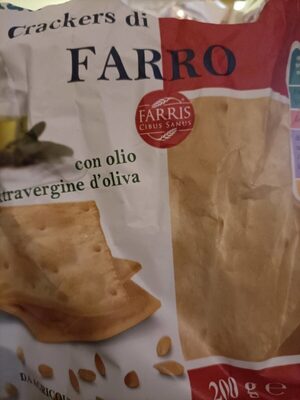 Crackers di
FARRO
FARRIS
CIBUS SANUS
con olio
xtravergine d'oliva
200 g e